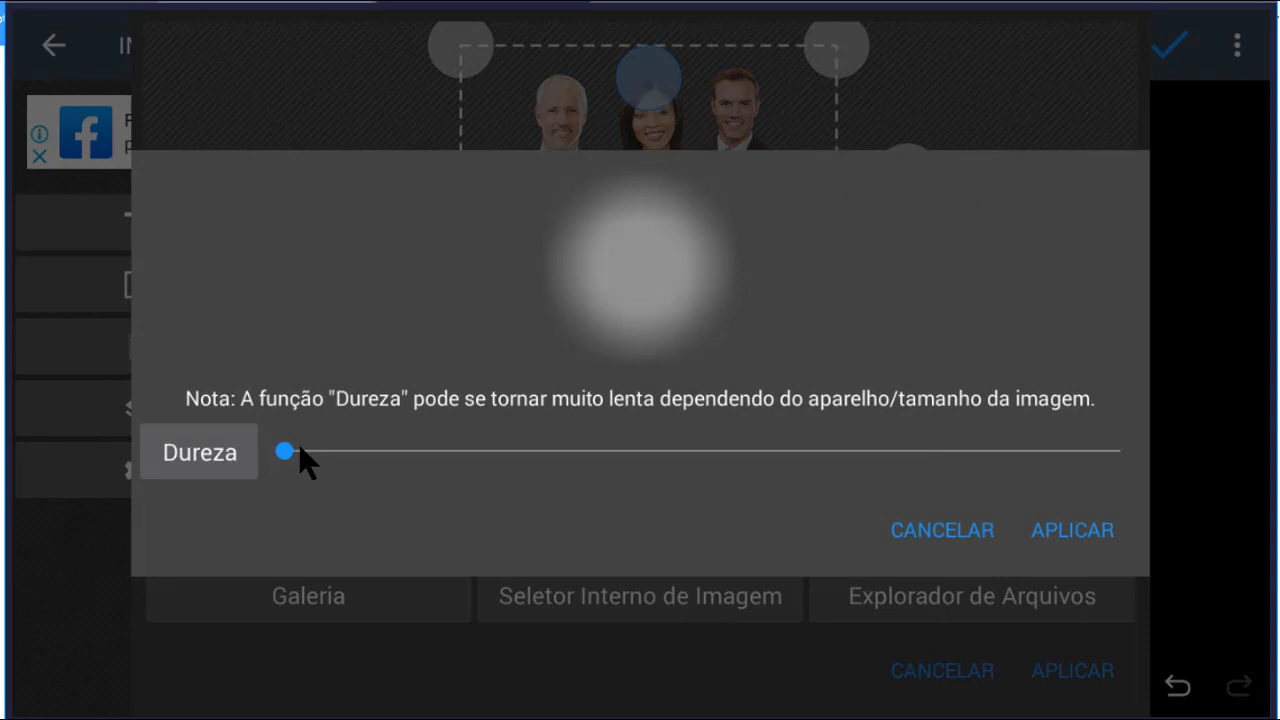 Nota: A função "Dureza" pode se tornar muito lenta dependendo do aparelho/tamanho da imagem.
Dureza
CANCELAR APLICAR
Galeria Seletor Interno de Imagem Explorador de Arquivos
CANCELAR APLICAR